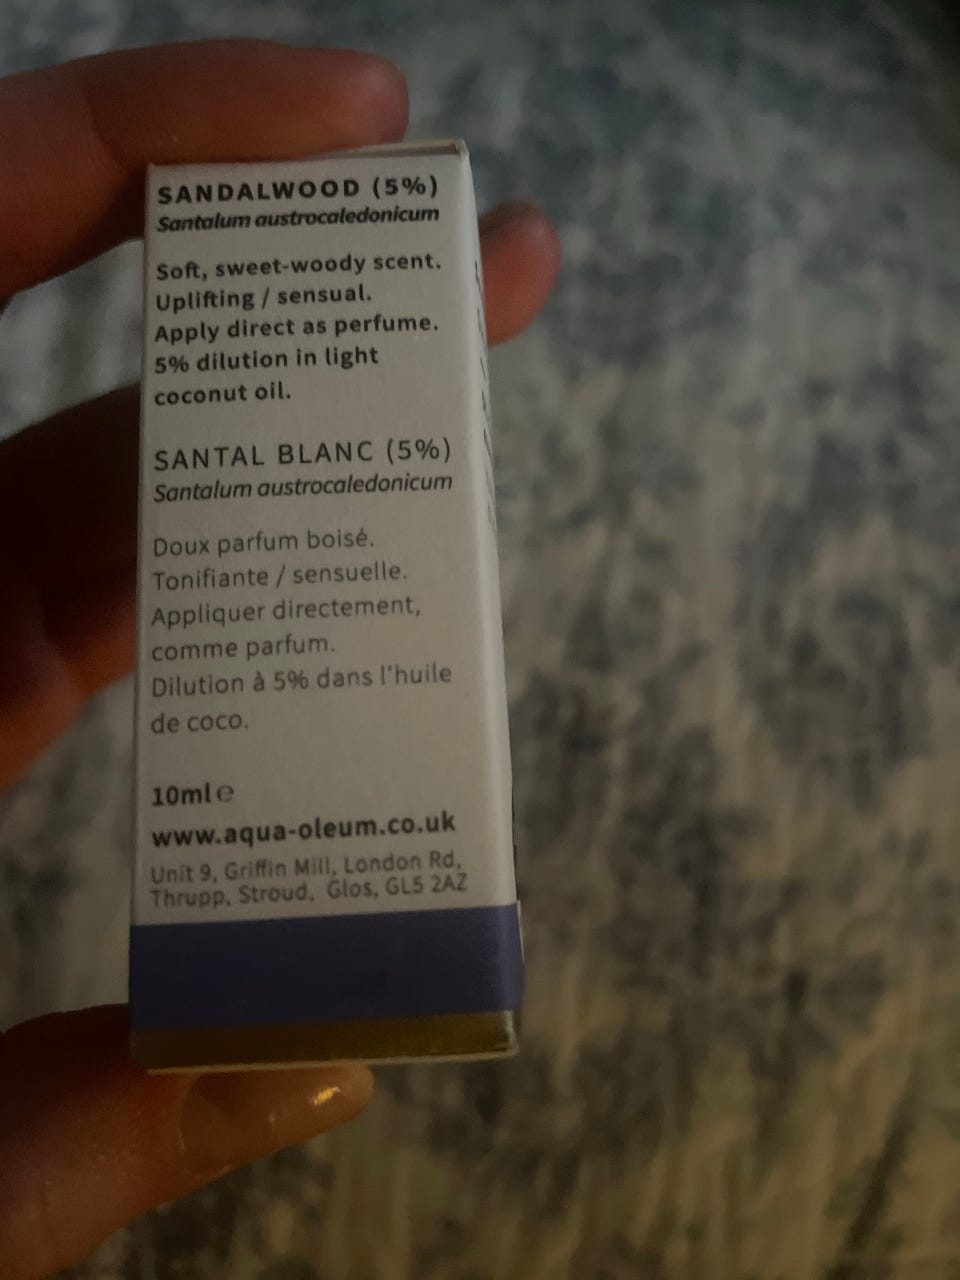 SANDALWOOD (5%)
Santalum austrocaledonicum
Soft, sweet-woody scent.
Uplifting / sensual.
Apply direct as perfume.
5% dilution in light
coconut oil.
SANTAL BLANC (5%)
Santalum austrocaledonicum
Doux parfum boisé.
Tonifiante / sensuelle.
Appliquer directement,
comme parfum.
Dilution à 5% dans l'huile
de coco.
10ml ℮
www.aqua-oleum.co.uk
Unit 9, Griffin Mill, London Rd,
Thrupp, Stroud, Glos, GL5 2AZ